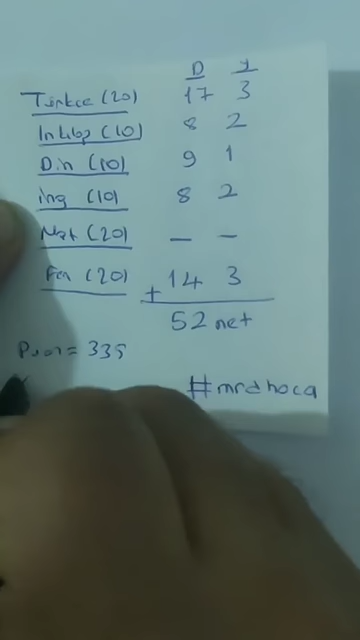 D Y
Türkçe (20) 17 3
İnkılap (10) 8 2
Din (10) 9 1
ing (10) 8 2
Mat (20) — —
Fen (20) + 14 3
52 net
Puan = 335
#mrdhoca